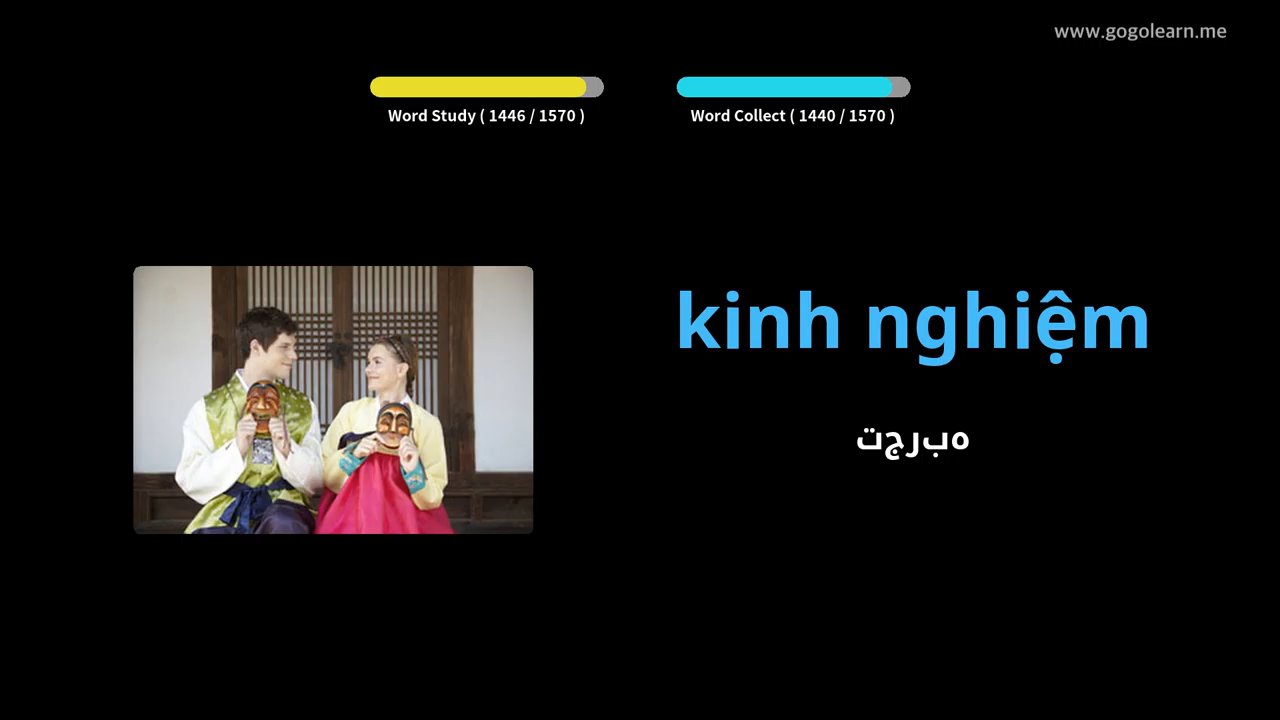 www.gogolearn.me
Word Study ( 1446 / 1570 )
Word Collect ( 1440 / 1570 )
kinh nghiệm
تجربه